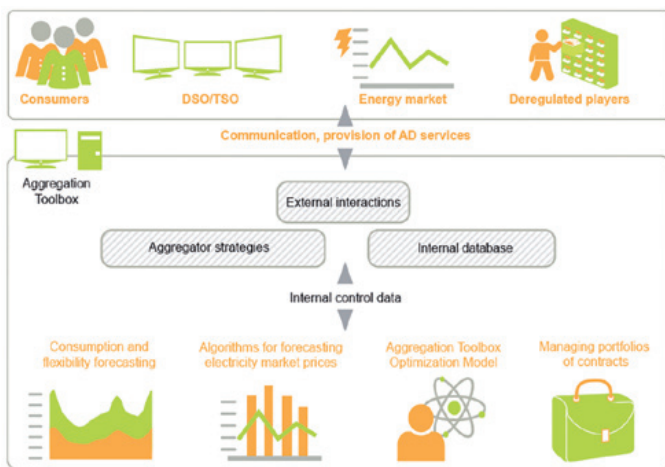 Consumers
DSO/TSO
Energy market
Deregulated players
Communication, provision of AD services
Aggregation
Toolbox
External interactions
Aggregator strategies
Internal database
Internal control data
Consumption and
flexibility forecasting
Algorithms for forecasting
electricity market prices
Aggregation Toolbox
Optimization Model
Managing portfolios
of contracts